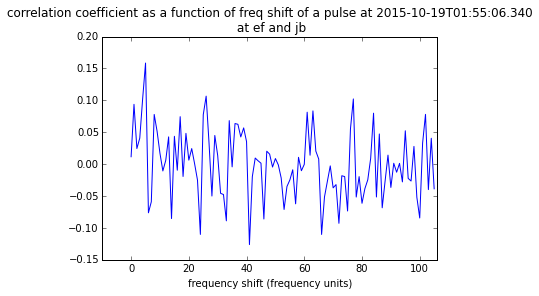 correlation coefficient as a function of freq shift of a pulse at 2015-10-19T01:55:06.340
at ef and jb
0.20
0.15
0.10
0.05
0.00
−0.05
−0.10
−0.15
0 20 40 60 80 100
frequency shift (frequency units)